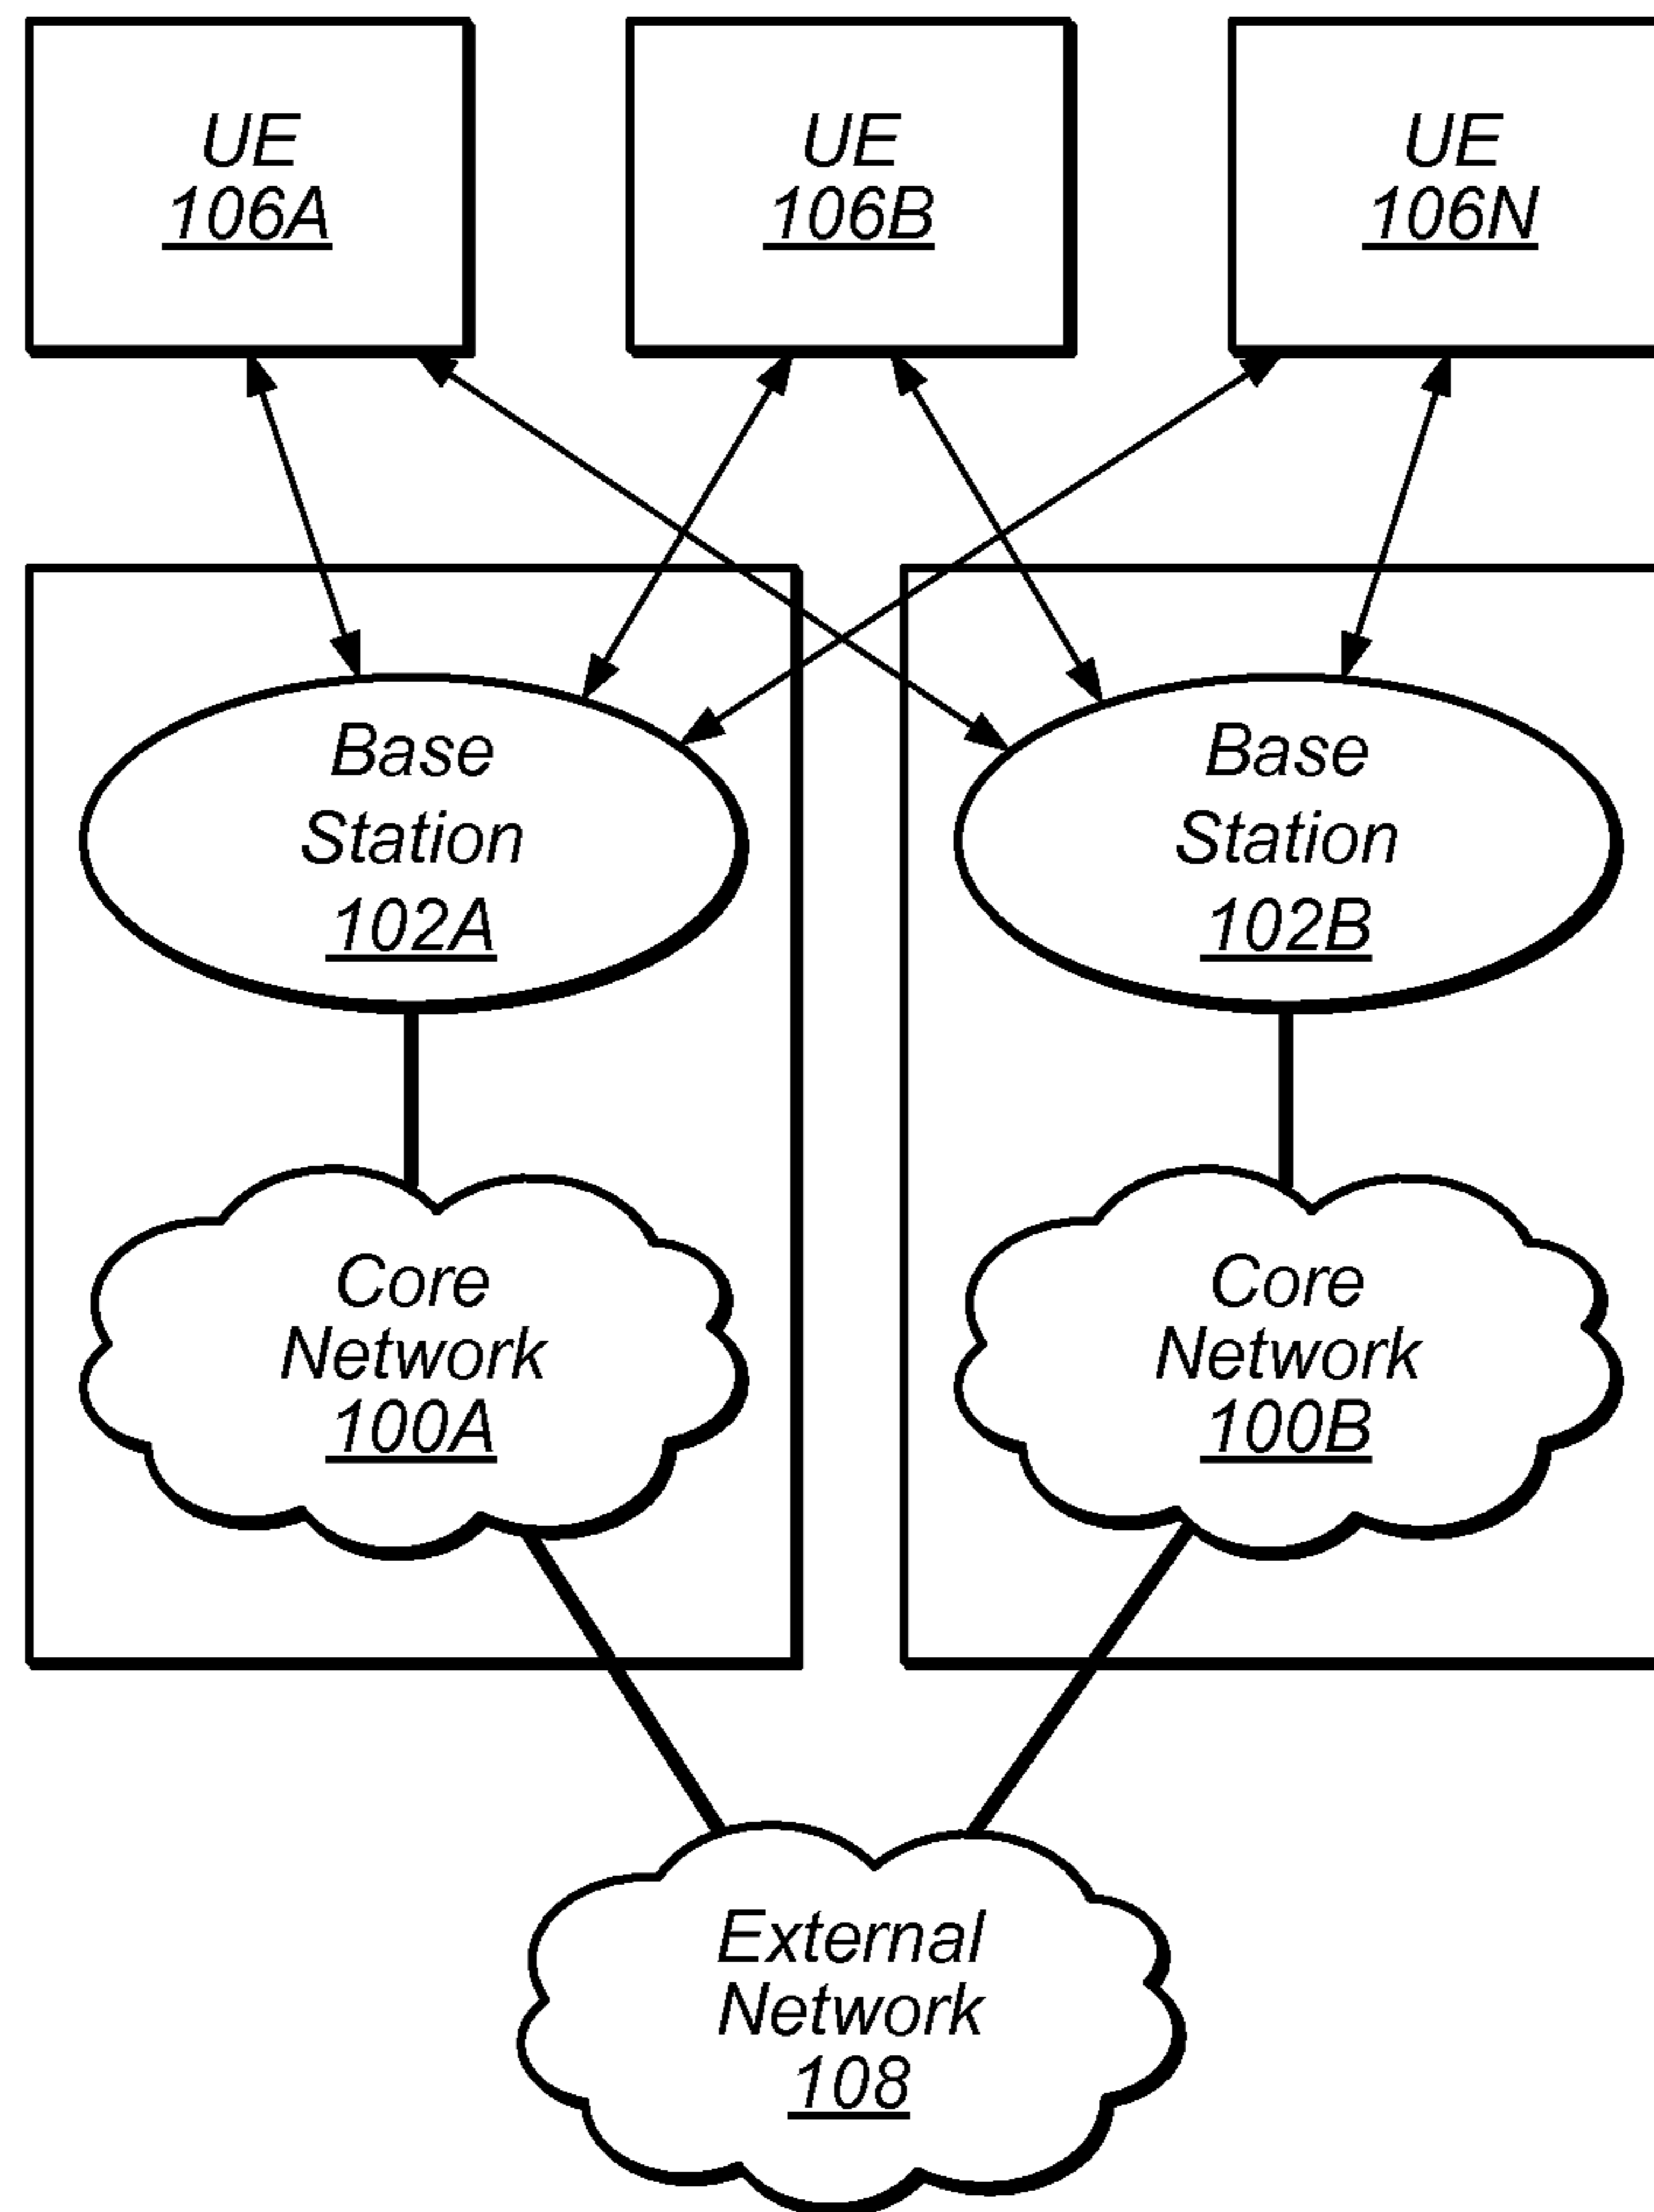 UE
106A
UE
106B
UE
106N
Base
Station
102A
Base
Station
102B
Core
Network
100A
Core
Network
100B
External
Network
108